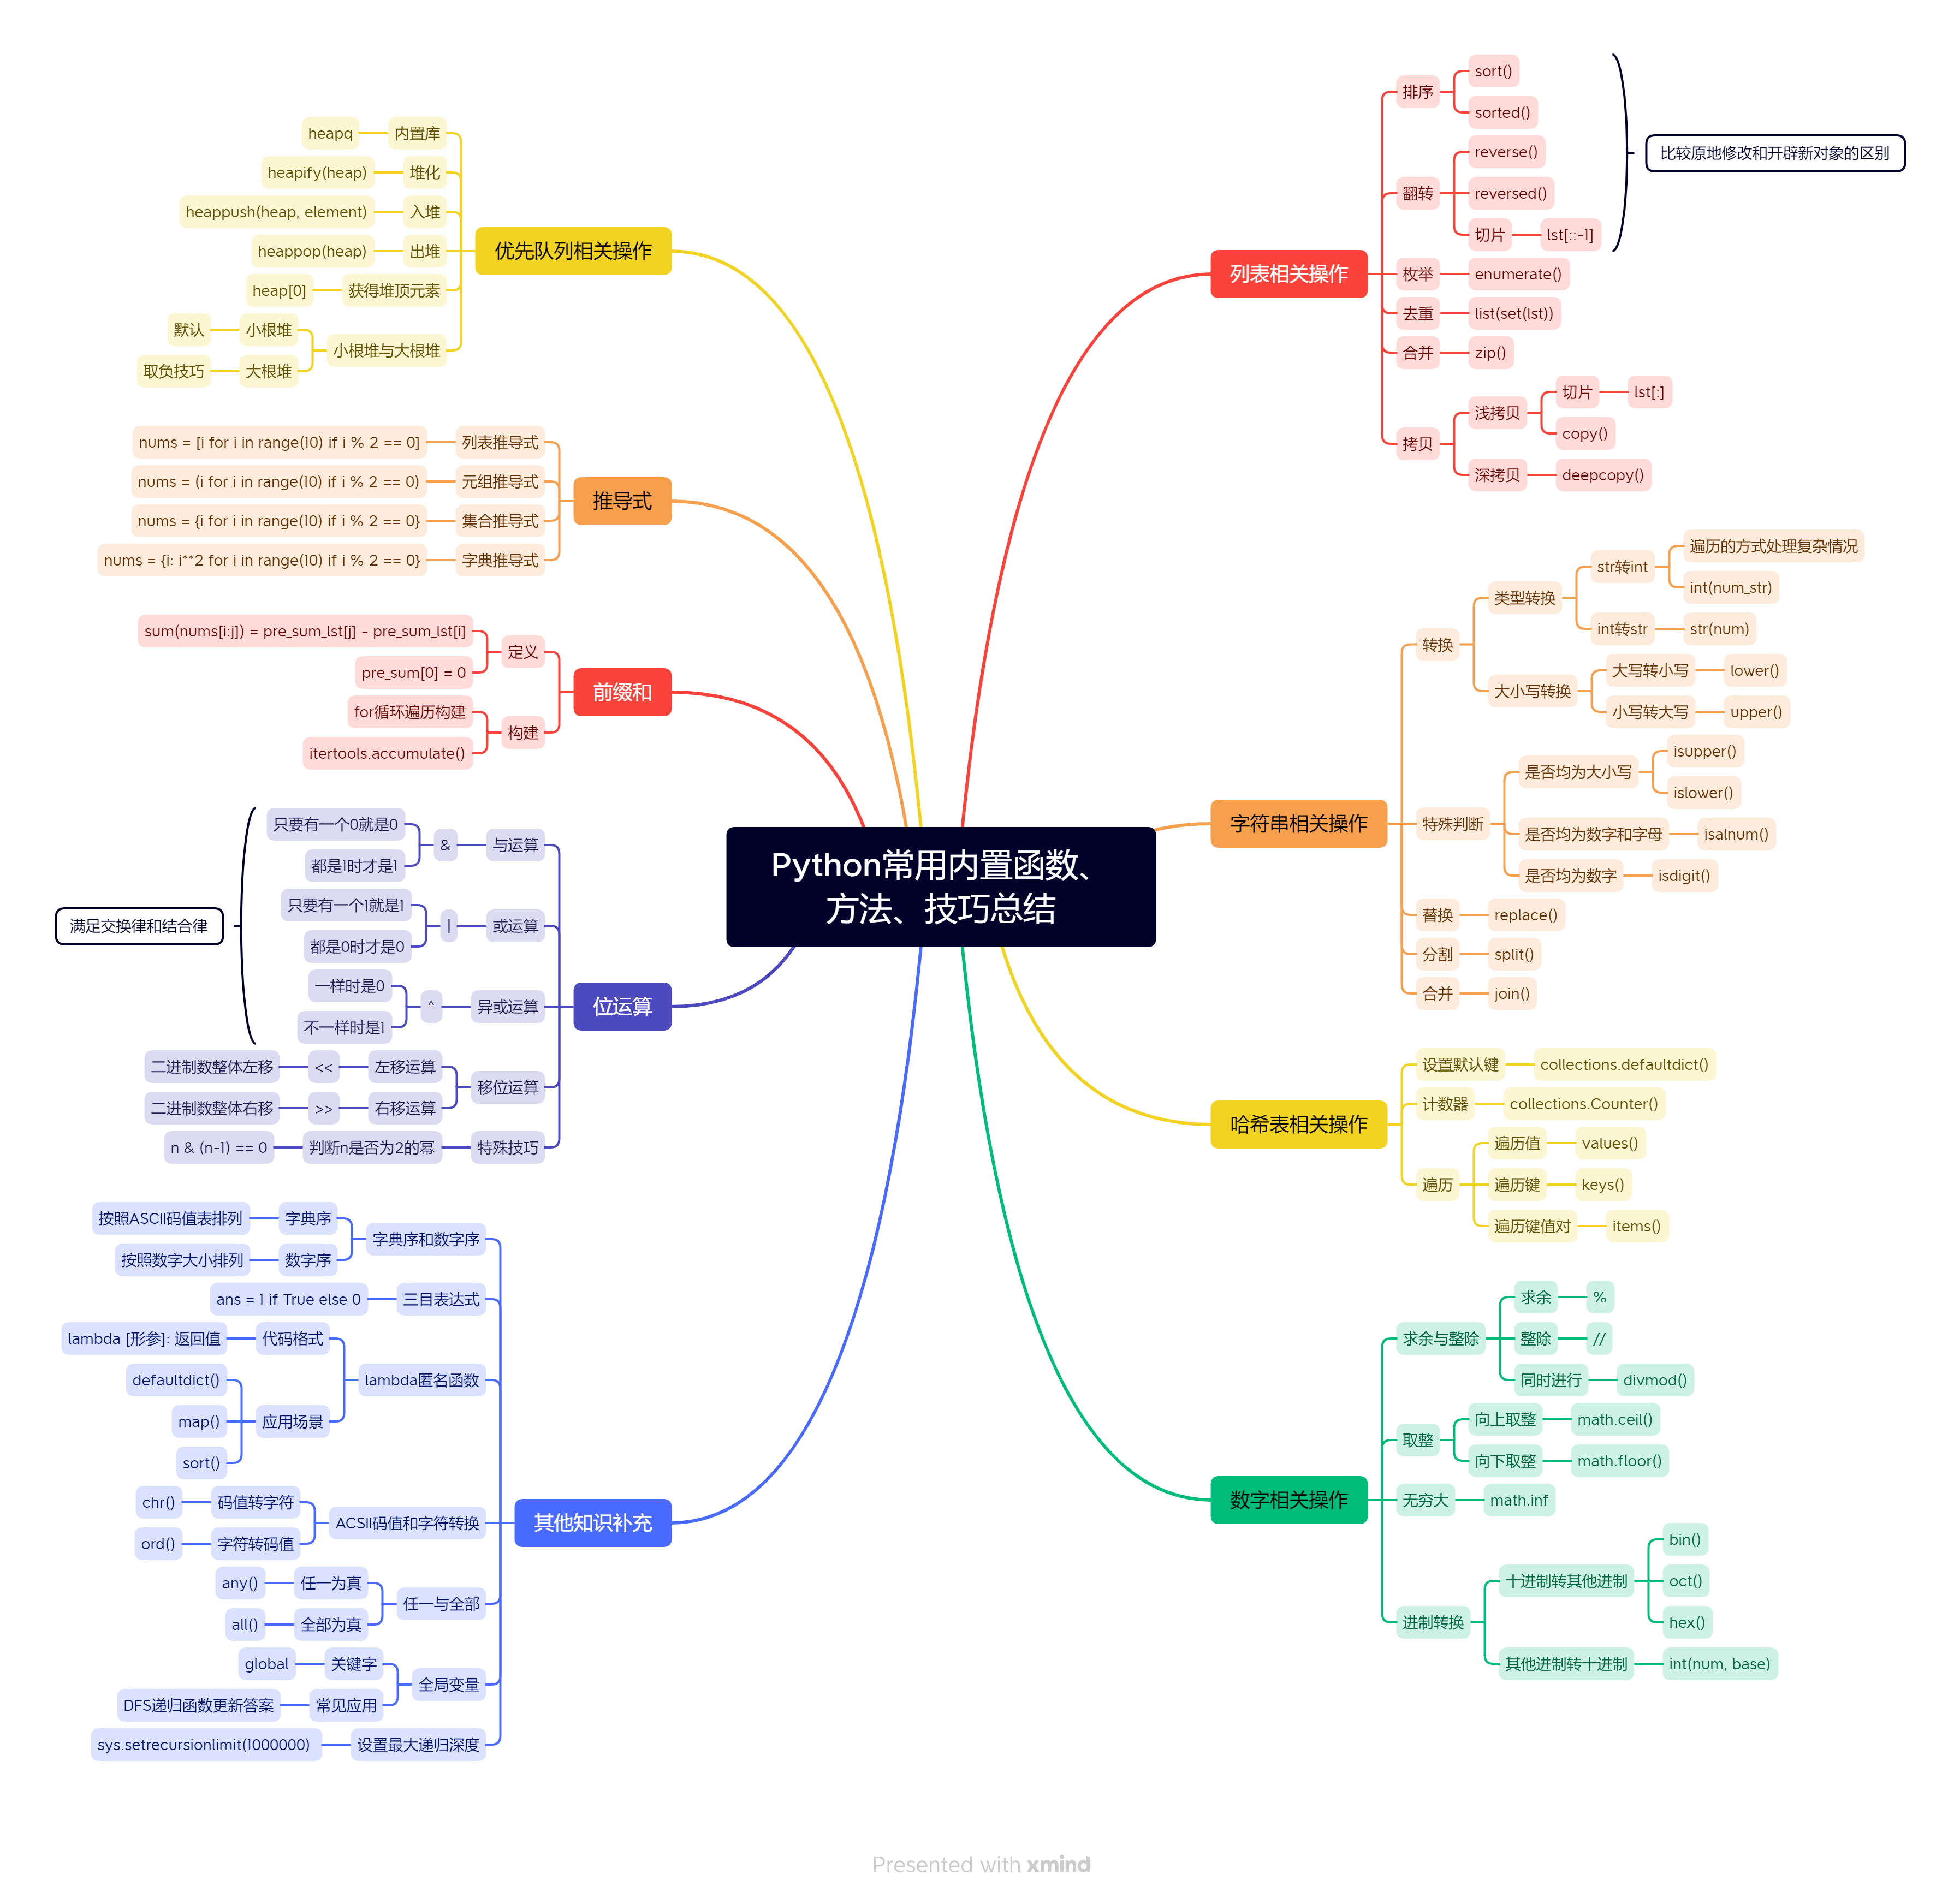 Python常用内置函数、
方法、技巧总结
列表相关操作
排序
sort()
sorted()
翻转
reverse()
reversed()
切片
lst[::-1]
比较原地修改和开辟新对象的区别
枚举
enumerate()
去重
list(set(lst))
合并
zip()
拷贝
浅拷贝
切片
lst[:]
copy()
深拷贝
deepcopy()
字符串相关操作
转换
类型转换
str转int
遍历的方式处理复杂情况
int(num_str)
int转str
str(num)
大小写转换
大写转小写
lower()
小写转大写
upper()
特殊判断
是否均为大小写
isupper()
islower()
是否均为数字和字母
isalnum()
是否均为数字
isdigit()
替换
replace()
分割
split()
合并
join()
哈希表相关操作
设置默认键
collections.defaultdict()
计数器
collections.Counter()
遍历
遍历值
values()
遍历键
keys()
遍历键值对
items()
数字相关操作
求余与整除
求余
%
整除
//
同时进行
divmod()
取整
向上取整
math.ceil()
向下取整
math.floor()
无穷大
math.inf
进制转换
十进制转其他进制
bin()
oct()
hex()
其他进制转十进制
int(num, base)
优先队列相关操作
内置库
heapq
堆化
heapify(heap)
入堆
heappush(heap, element)
出堆
heappop(heap)
获得堆顶元素
heap[0]
小根堆与大根堆
小根堆
默认
大根堆
取负技巧
推导式
列表推导式
nums = [i for i in range(10) if i % 2 == 0]
元组推导式
nums = (i for i in range(10) if i % 2 == 0)
集合推导式
nums = {i for i in range(10) if i % 2 == 0}
字典推导式
nums = {i: i**2 for i in range(10) if i % 2 == 0}
前缀和
定义
sum(nums[i:j]) = pre_sum_lst[j] - pre_sum_lst[i]
pre_sum[0] = 0
构建
for循环遍历构建
itertools.accumulate()
位运算
与运算
&
只要有一个0就是0
都是1时才是1
或运算
|
只要有一个1就是1
都是0时才是0
异或运算
^
一样时是0
不一样时是1
满足交换律和结合律
移位运算
左移运算
<<
二进制数整体左移
右移运算
>>
二进制数整体右移
特殊技巧
判断n是否为2的幂
n & (n-1) == 0
其他知识补充
字典序和数字序
字典序
按照ASCII码值表排列
数字序
按照数字大小排列
三目表达式
ans = 1 if True else 0
lambda匿名函数
代码格式
lambda [形参]: 返回值
应用场景
defaultdict()
map()
sort()
ACSII码值和字符转换
码值转字符
chr()
字符转码值
ord()
任一与全部
任一为真
any()
全部为真
all()
全局变量
关键字
global
常见应用
DFS递归函数更新答案
设置最大递归深度
sys.setrecursionlimit(1000000)
Presented with xmind